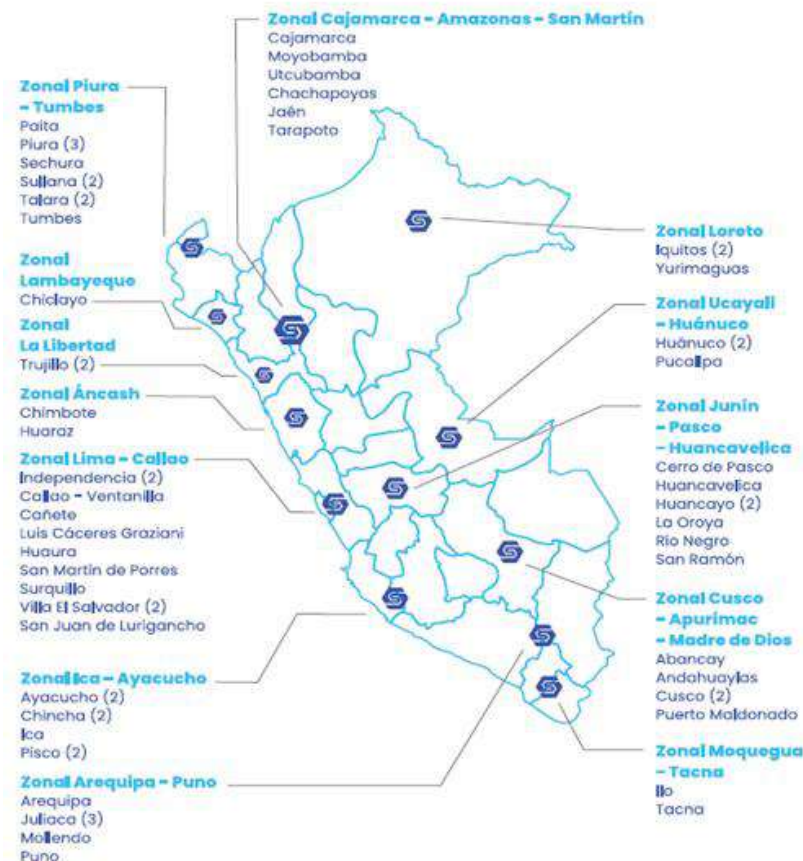 Zonal Cajamarca - Amazonas - San Martín
Cajamarca
Moyobamba
Utcubamba
Chachapoyas
Jaén
Tarapoto
Zonal Piura
- Tumbes
Paita
Piura (3)
Sechura
Sullana (2)
Talara (2)
Tumbes
Zonal
Lambayeque
Chiclayo
Zonal
La Libertad
Trujillo (2)
Zonal Áncash
Chimbote
Huaraz
Zonal Lima - Callao
Independencia (2)
Callao - Ventanilla
Cañete
Luis Cáceres Graziani
Huaura
San Martín de Porres
Surquillo
Villa El Salvador (2)
San Juan de Lurigancho
Zonal Ica - Ayacucho
Ayacucho (2)
Chincha (2)
Ica
Pisco (2)
Zonal Arequipa - Puno
Arequipa
Juliaca (3)
Mollendo
Puno
Zonal Loreto
Iquitos (2)
Yurimaguas
Zonal Ucayali
- Huánuco
Huánuco (2)
Pucallpa
Zonal Junín
- Pasco
- Huancavelica
Cerro de Pasco
Huancavelica
Huancayo (2)
La Oroya
Río Negro
San Ramón
Zonal Cusco
- Apurímac
- Madre de Dios
Abancay
Andahuaylas
Cusco (2)
Puerto Maldonado
Zonal Moquegua
- Tacna
Ilo
Tacna